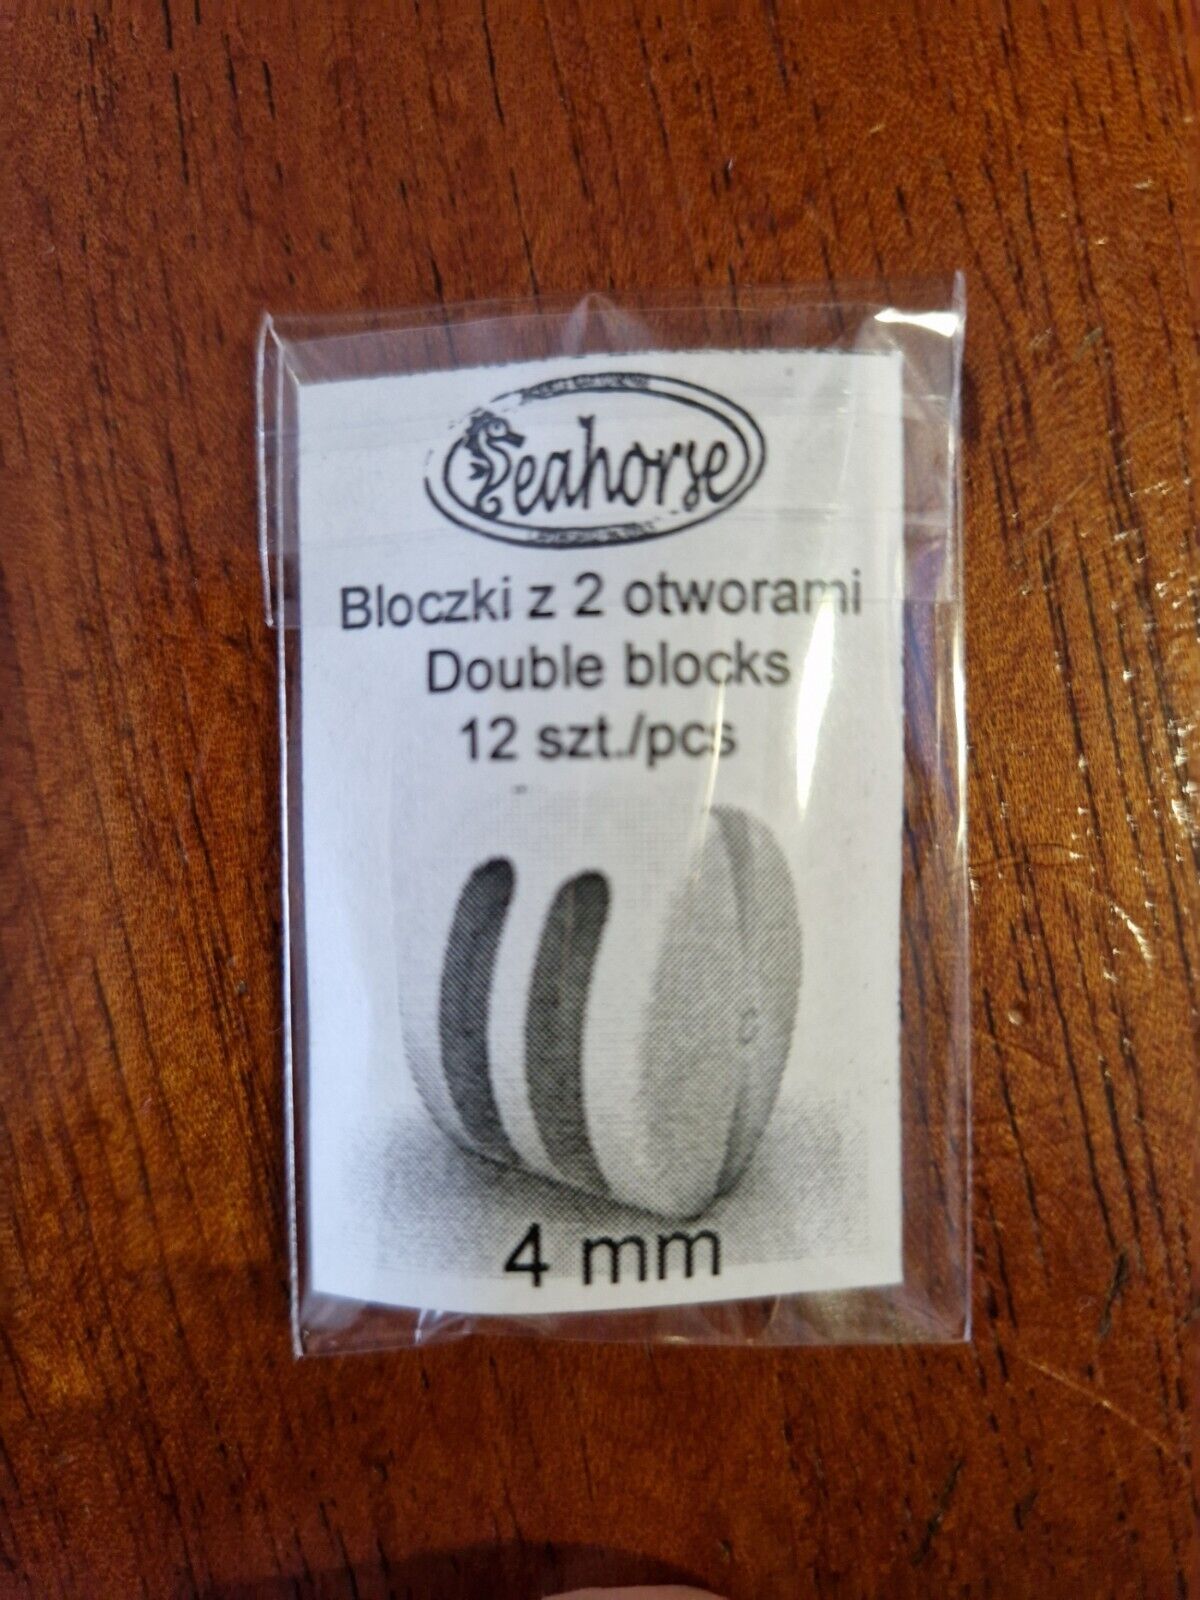 Seahorse
Bloczki z 2 otworami
Double blocks
12 szt./pcs
4 mm